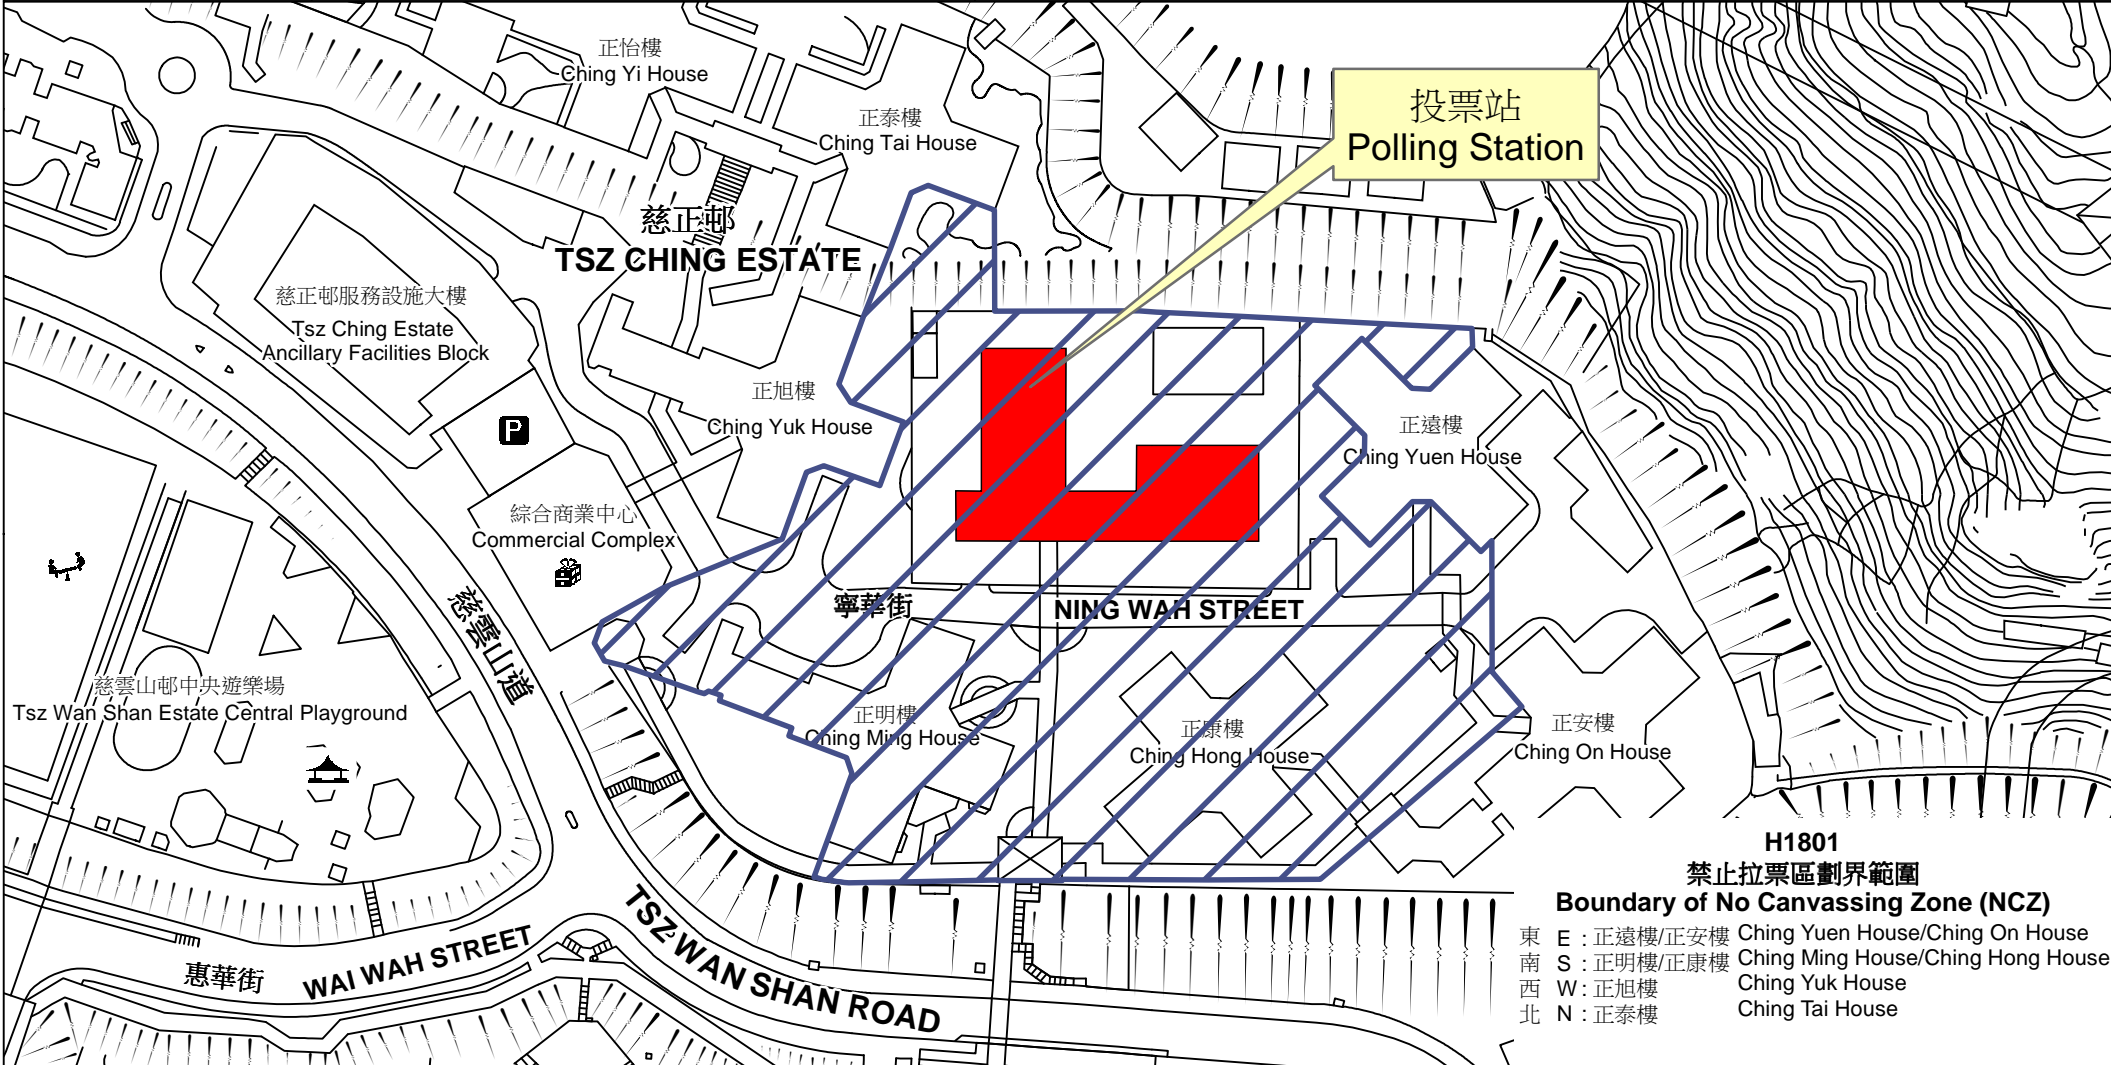 正怡樓
Ching Yi House
正泰樓
Ching Tai House
投票站
Polling Station
慈正邨
TSZ CHING ESTATE
慈正邨服務設施大樓
Tsz Ching Estate
Ancillary Facilities Block
正旭樓
Ching Yuk House
P
正遠樓
Ching Yuen House
綜合商業中心
Commercial Complex
寧華街
NING WAH STREET
慈雲山道
慈雲山邨中央遊樂場
Tsz Wan Shan Estate Central Playground
正明樓
Ching Ming House
正康樓
Ching Hong House
正安樓
Ching On House
惠華街
WAI WAH STREET
TSZ WAN SHAN ROAD
H1801
禁止拉票區劃界範圍
Boundary of No Canvassing Zone (NCZ)
東 E : 正遠樓/正安樓 Ching Yuen House/Ching On House
南 S : 正明樓/正康樓 Ching Ming House/Ching Hong House
西 W : 正旭樓 Ching Yuk House
北 N : 正泰樓 Ching Tai House